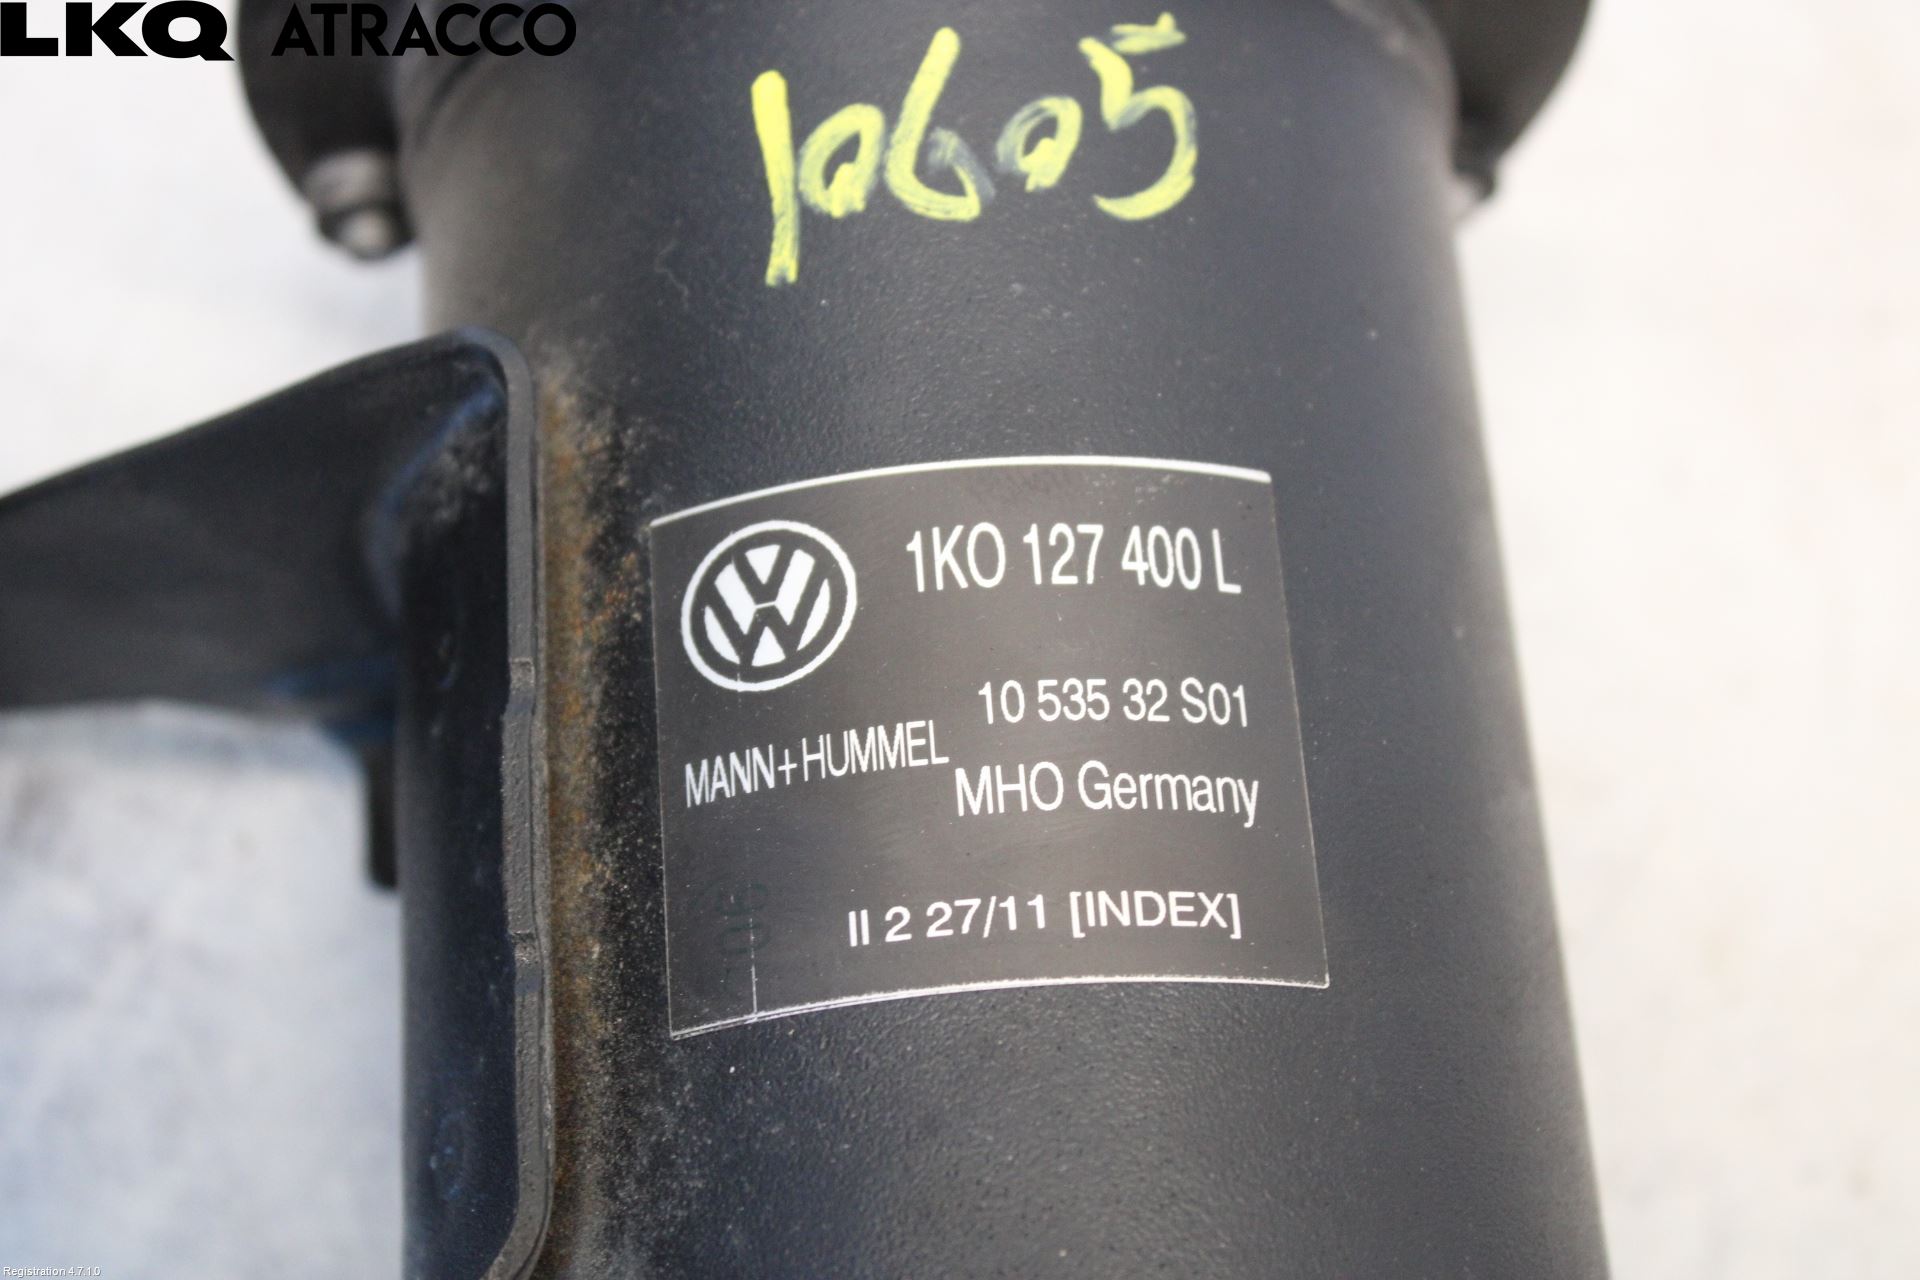 LKQ ATRACCO
10605
1K0 127 400 L
10 535 32 S01
MANN+HUMMEL
MHO Germany
II 2 27/11 [INDEX]
Registration 4.7.1.0